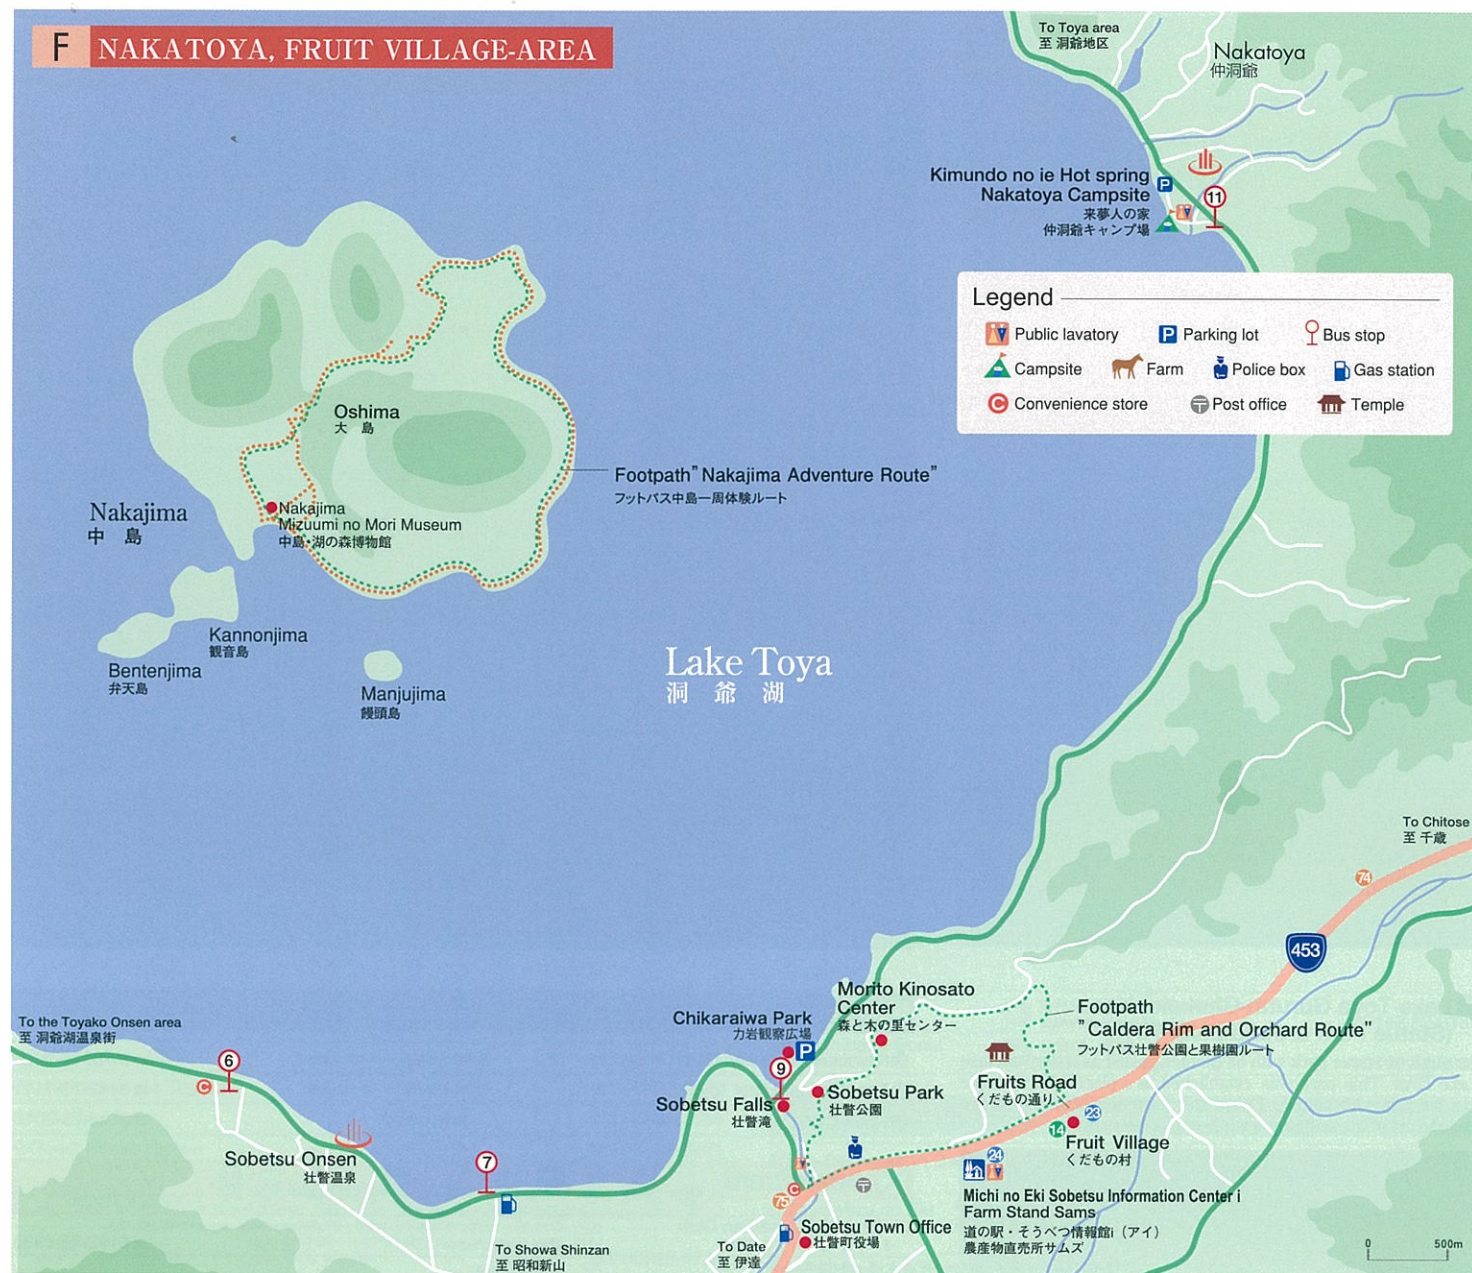 F NAKATOYA, FRUIT VILLAGE-AREA
To Toya area
至 洞爺地区
Nakatoya
仲洞爺
Kimundo no ie Hot spring
Nakatoya Campsite
来夢人の家
仲洞爺キャンプ場
P
11
Legend
Public lavatory
P Parking lot
Bus stop
Campsite
Farm
Police box
Gas station
C Convenience store
〒 Post office
Temple
Oshima
大 島
Footpath" Nakajima Adventure Route"
フットパス中島一周体験ルート
Nakajima
中 島
Nakajima
Mizuumi no Mori Museum
中島・湖の森博物館
Kannonjima
観音島
Bentenjima
弁天島
Manjujima
饅頭島
Lake Toya
洞 爺 湖
To Chitose
至 千歳
74
453
Morito Kinosato
Center
森と木の里センター
Footpath
"Caldera Rim and Orchard Route"
フットパス壮瞥公園と果樹園ルート
Chikaraiwa Park
力岩観察広場
P
To the Toyako Onsen area
至 洞爺湖温泉街
6
C
9
Sobetsu Park
壮瞥公園
Fruits Road
くだもの通り
Sobetsu Falls
壮瞥滝
23
14
Fruit Village
くだもの村
Sobetsu Onsen
壮瞥温泉
7
24
〒
C
75
Michi no Eki Sobetsu Information Center i
Farm Stand Sams
道の駅・そうべつ情報館i（アイ）
農産物直売所サムズ
Sobetsu Town Office
壮瞥町役場
To Showa Shinzan
至 昭和新山
To Date
至 伊達
0 500m